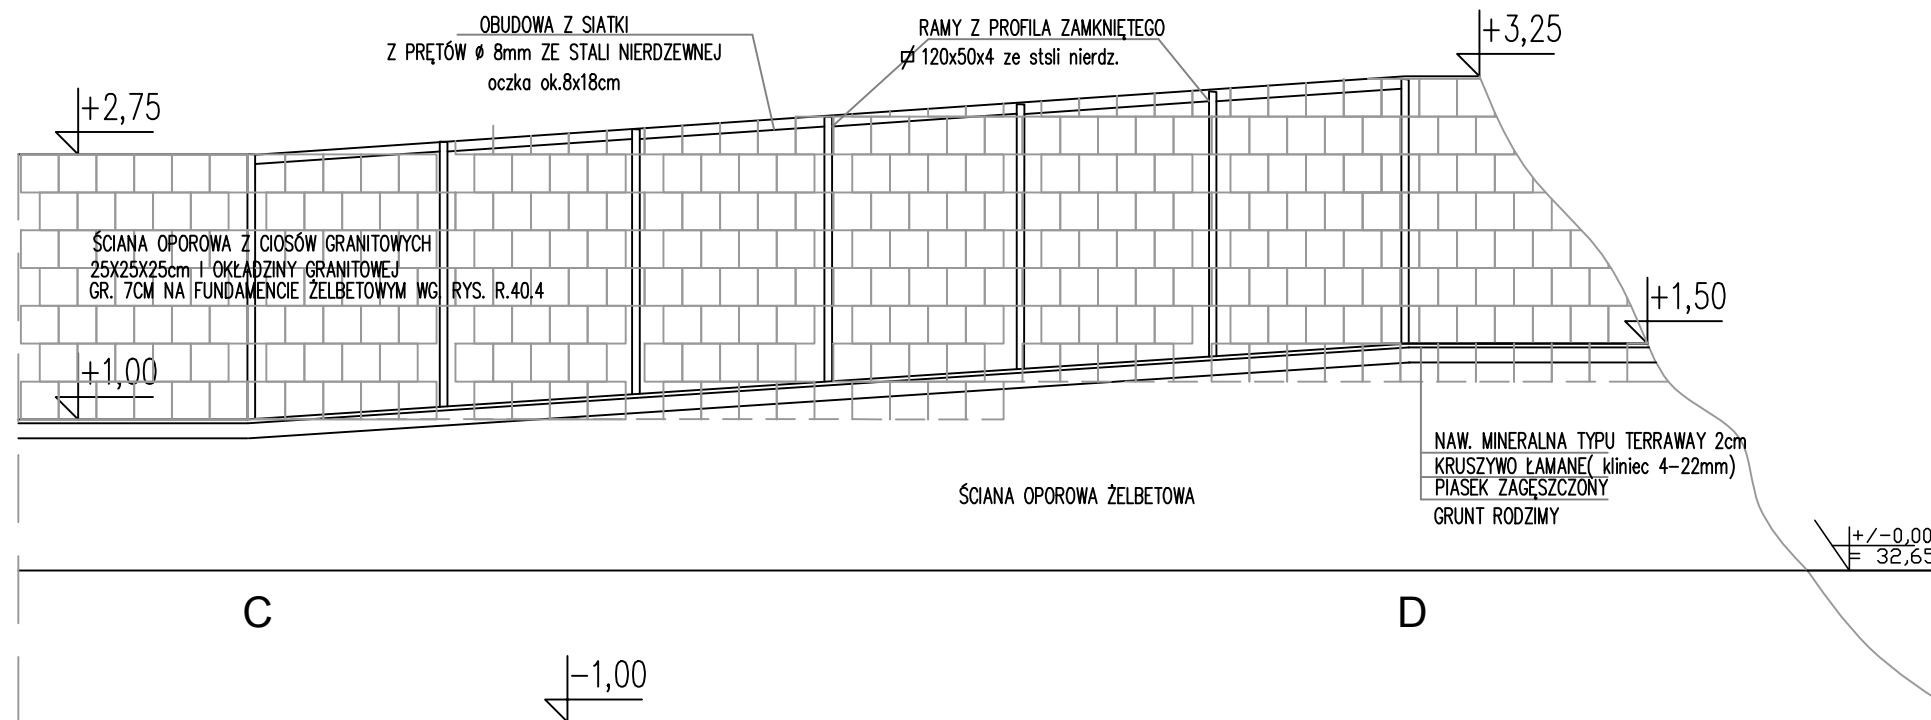 OBUDOWA Z SIATKI
Z PRĘTÓW ø 8mm ZE STALI NIERDZEWNEJ
oczka ok.8x18cm
RAMY Z PROFILA ZAMKNIĘTEGO
120x50x4 ze stsli nierdz.
+3,25
+2,75
ŚCIANA OPOROWA Z CIOSÓW GRANITOWYCH
25X25X25cm I OKŁADZINY GRANITOWEJ
GR. 7CM NA FUNDAMENCIE ŻELBETOWYM WG. RYS. R.40.4
+1,50
+1,00
NAW. MINERALNA TYPU TERRAWAY 2cm
KRUSZYWO ŁAMANE( kliniec 4-22mm)
PIASEK ZAGĘSZCZONY
GRUNT RODZIMY
ŚCIANA OPOROWA ŻELBETOWA
+/-0,00
= 32,65
C
D
-1,00